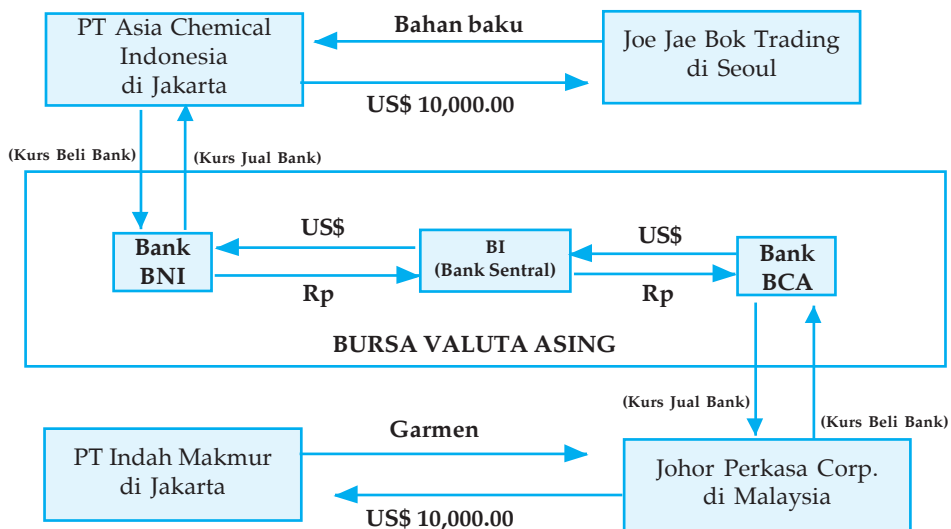 PT Asia Chemical
Indonesia
di Jakarta
Bahan baku
US$ 10,000.00
Joe Jae Bok Trading
di Seoul
(Kurs Beli Bank)
(Kurs Jual Bank)
Bank
BNI
US$
Rp
BI
(Bank Sentral)
US$
Rp
Bank
BCA
BURSA VALUTA ASING
(Kurs Jual Bank)
(Kurs Beli Bank)
PT Indah Makmur
di Jakarta
Garmen
US$ 10,000.00
Johor Perkasa Corp.
di Malaysia